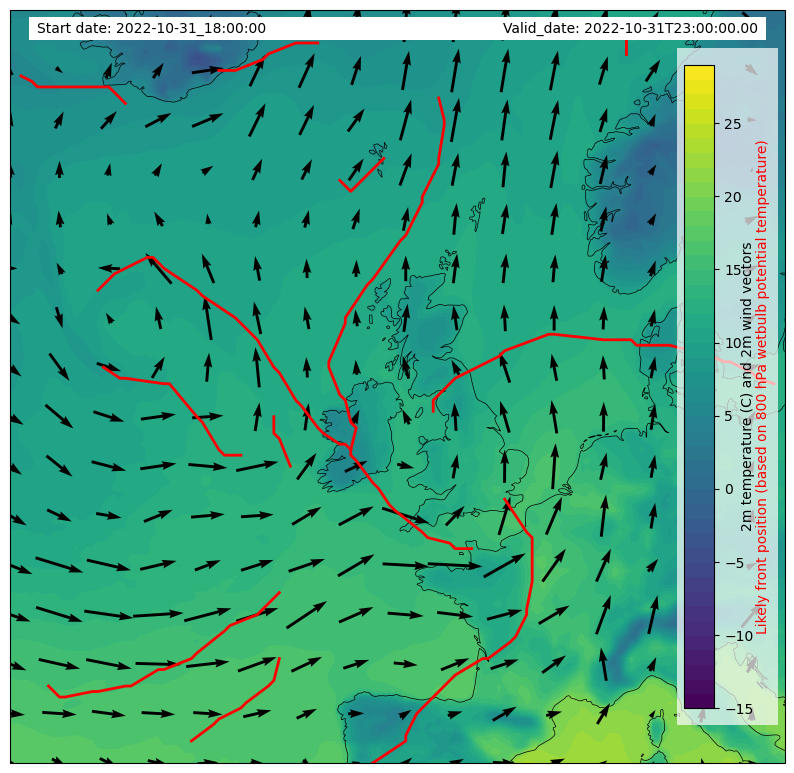 Start date: 2022-10-31_18:00:00
Valid_date: 2022-10-31T23:00:00.00
25
20
15
10
5
0
−5
−10
−15
2m temperature (C) and 2m wind vectors
Likely front position (based on 800 hPa wetbulb potential temperature)